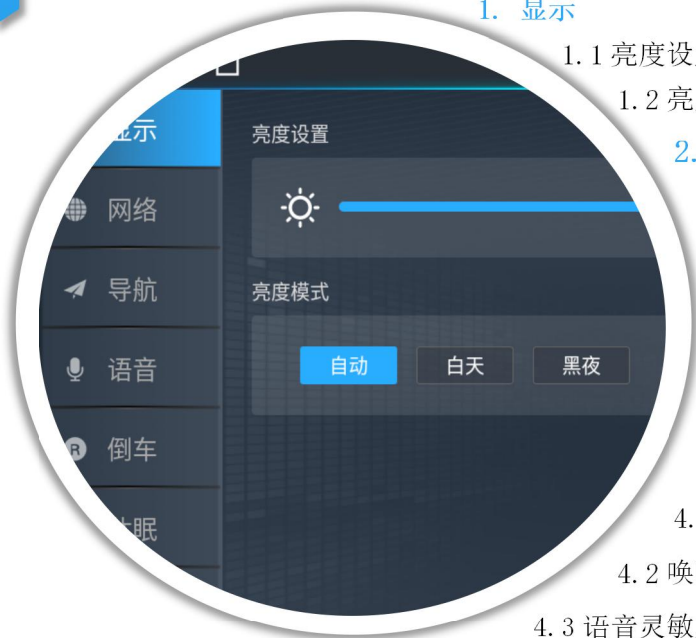 1. 显示
1.1 亮度设
1.2 亮
2.
显示
网络
导航
语音
倒车
休眠
亮度设置
亮度模式
自动
白天
黑夜
R
4.
4.2 唤
4.3 语音灵敏